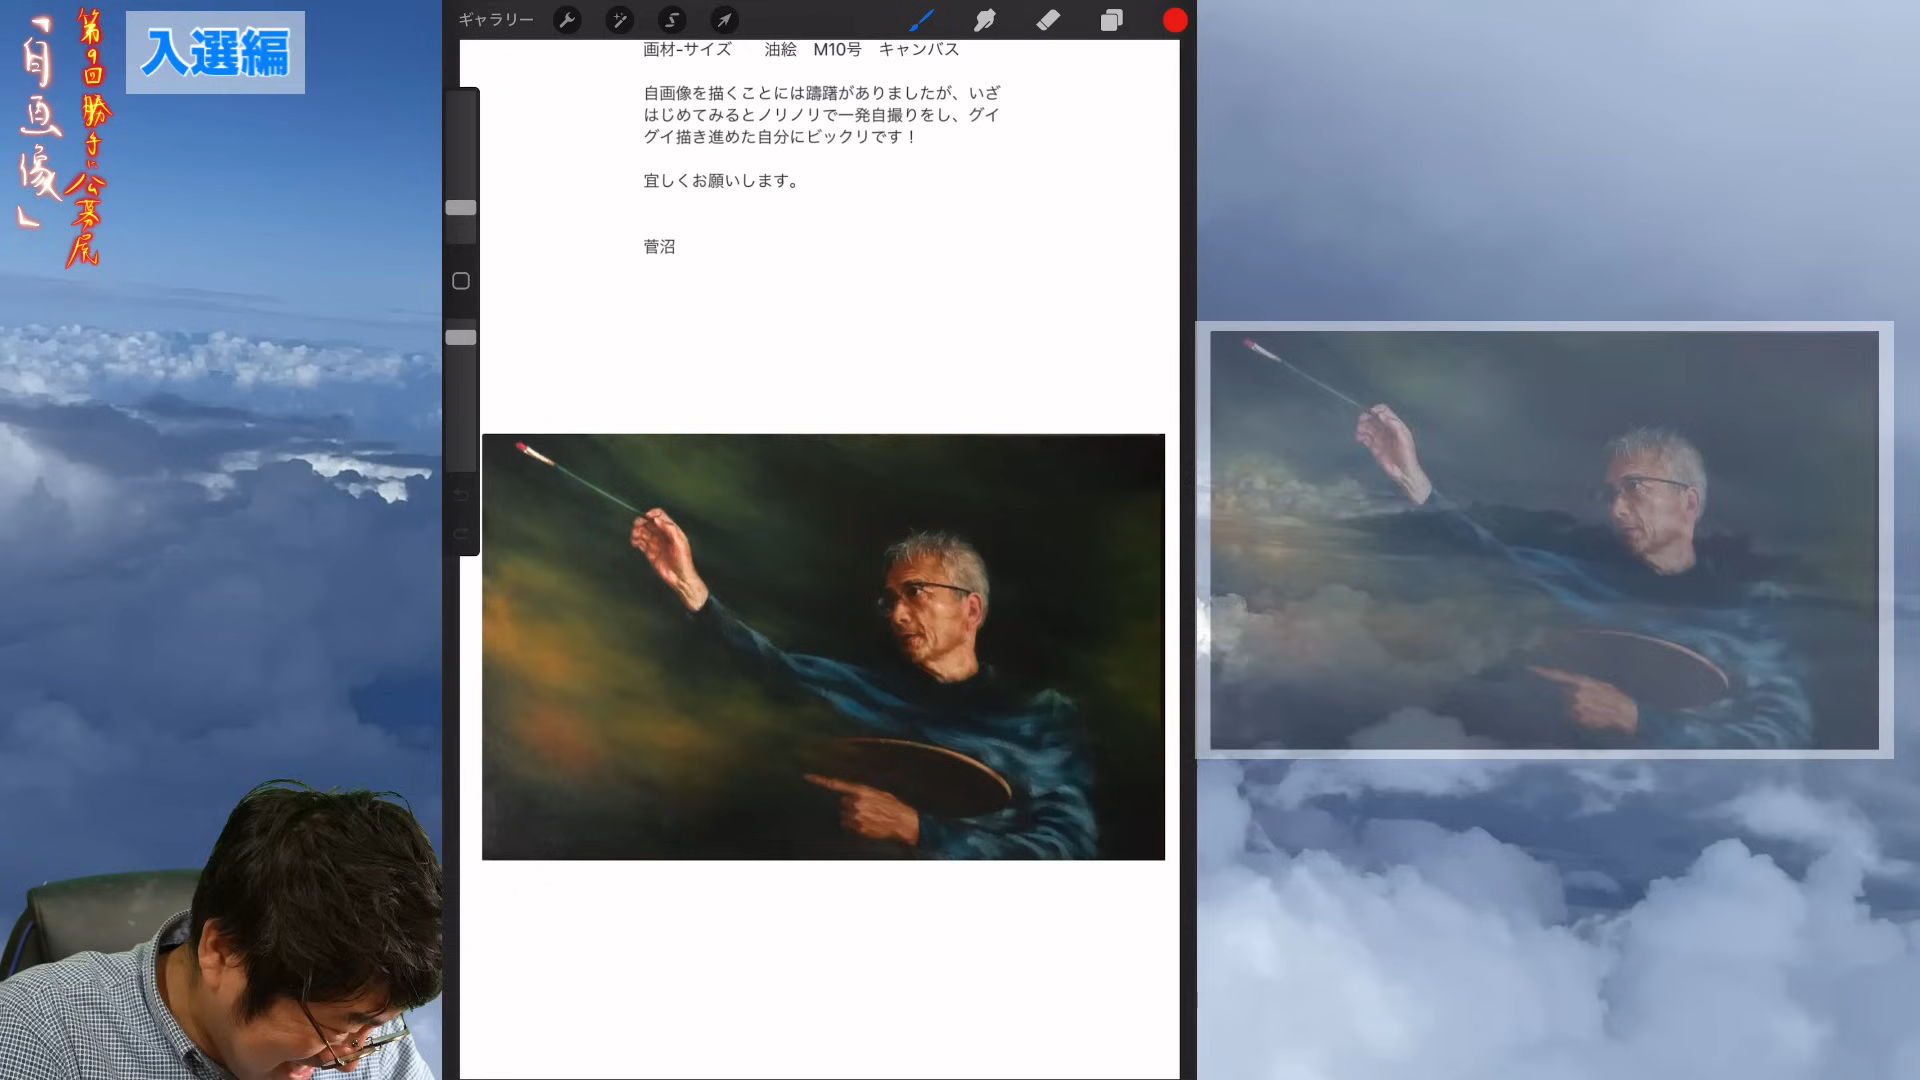 第9回勝手に公募展
「自画像」
入選編
ギャラリー
画材-サイズ　　油絵　M10号　キャンバス
自画像を描くことには躊躇がありましたが、いざ
はじめてみるとノリノリで一発自撮りをし、グイ
グイ描き進めた自分にビックリです！
宜しくお願いします。
菅沼